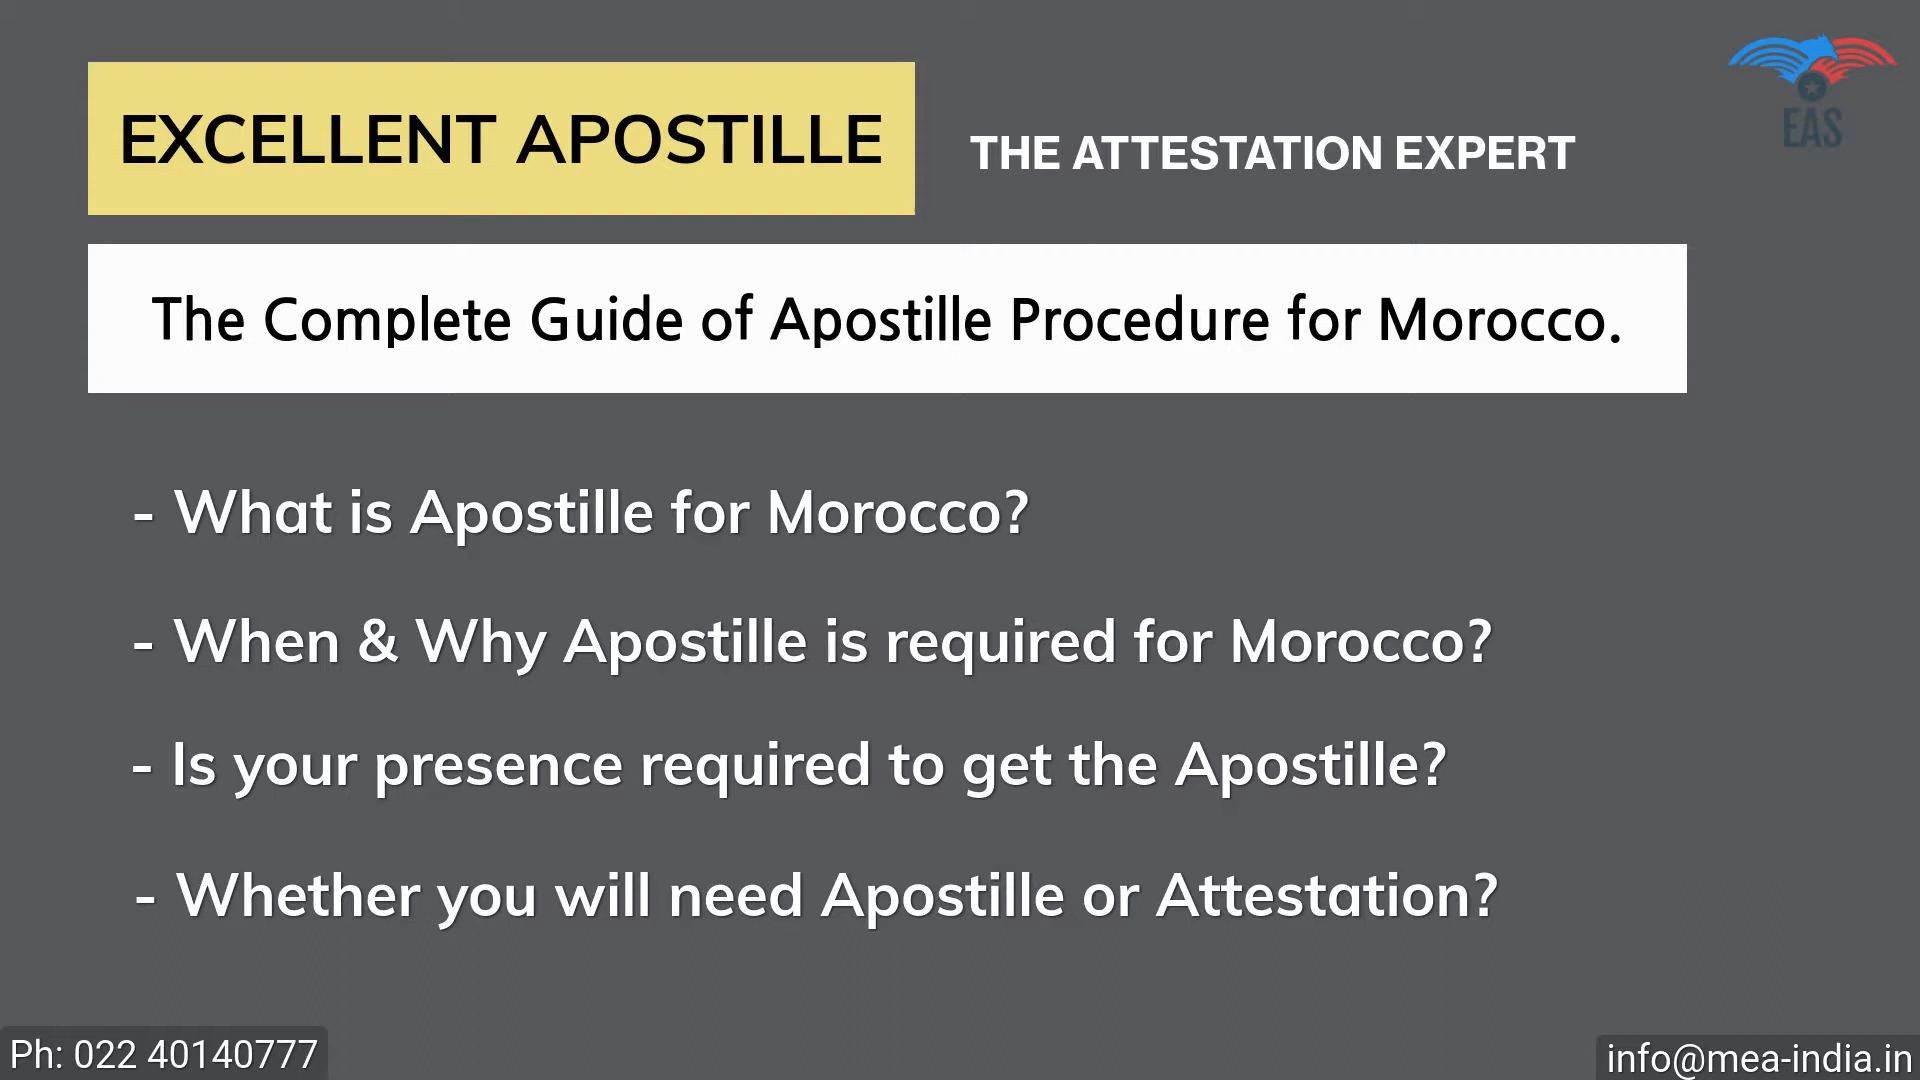 EXCELLENT APOSTILLE
THE ATTESTATION EXPERT
EAS
The Complete Guide of Apostille Procedure for Morocco.
- What is Apostille for Morocco?
- When & Why Apostille is required for Morocco?
- Is your presence required to get the Apostille?
- Whether you will need Apostille or Attestation?
Ph: 022 40140777
info@mea-india.in